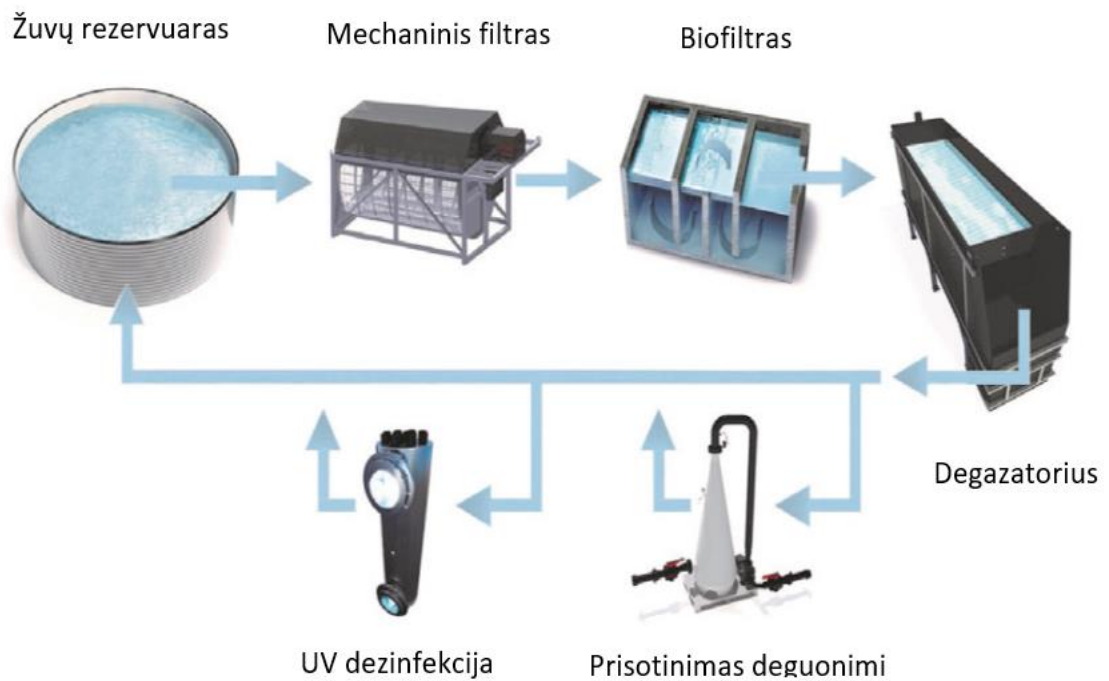 Žuvų rezervuaras
Mechaninis filtras
Biofiltras
Degazatorius
UV dezinfekcija
Prisotinimas deguonimi